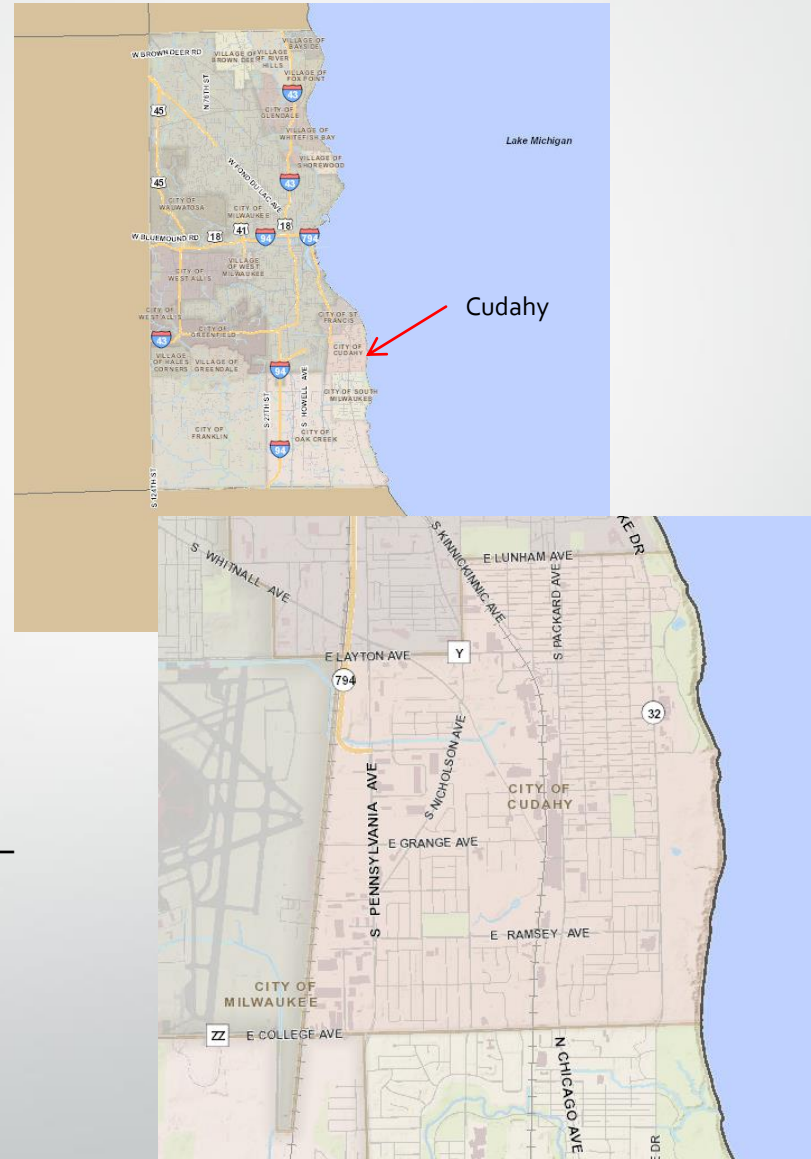 W BROWN DEER RD
VILLAGE OF
BROWN DEER
VILLAGE
OF RIVER
HILLS
VILLAGE OF
BAYSIDE
N 76TH ST
VILLAGE OF
FOX POINT
43
45
CITY OF
GLENDALE
VILLAGE OF
WHITEFISH BAY
Lake Michigan
VILLAGE OF
SHOREWOOD
W FOND DU LAC AVE
45
43
CITY OF
WAUWATOSA
CITY OF
MILWAUKEE
W BLUEMOUND RD
18
41
18
94
794
VILLAGE
OF WEST
MILWAUKEE
CITY OF
WEST ALLIS
Cudahy
CITY OF
WEST ALLIS
CITY OF ST
FRANCIS
CITY OF
GREENFIELD
43
CITY OF
CUDAHY
VILLAGE
OF HALES
CORNERS
VILLAGE OF
GREENDALE
94
S 27TH ST
S HOWELL AVE
CITY OF SOUTH
MILWAUKEE
CITY OF
FRANKLIN
CITY OF
OAK CREEK
94
S 124TH ST
KE DR
S WHITNALL AVE
S KINNICKINNIC AVE
E LUNHAM AVE
S PACKARD AVE
E LAYTON AVE
Y
794
32
S NICHOLSON AVE
S PENNSYLVANIA AVE
CITY OF
CUDAHY
E GRANGE AVE
E RAMSEY AVE
CITY OF
MILWAUKEE
ZZ
E COLLEGE AVE
N CHICAGO AVE
E DR